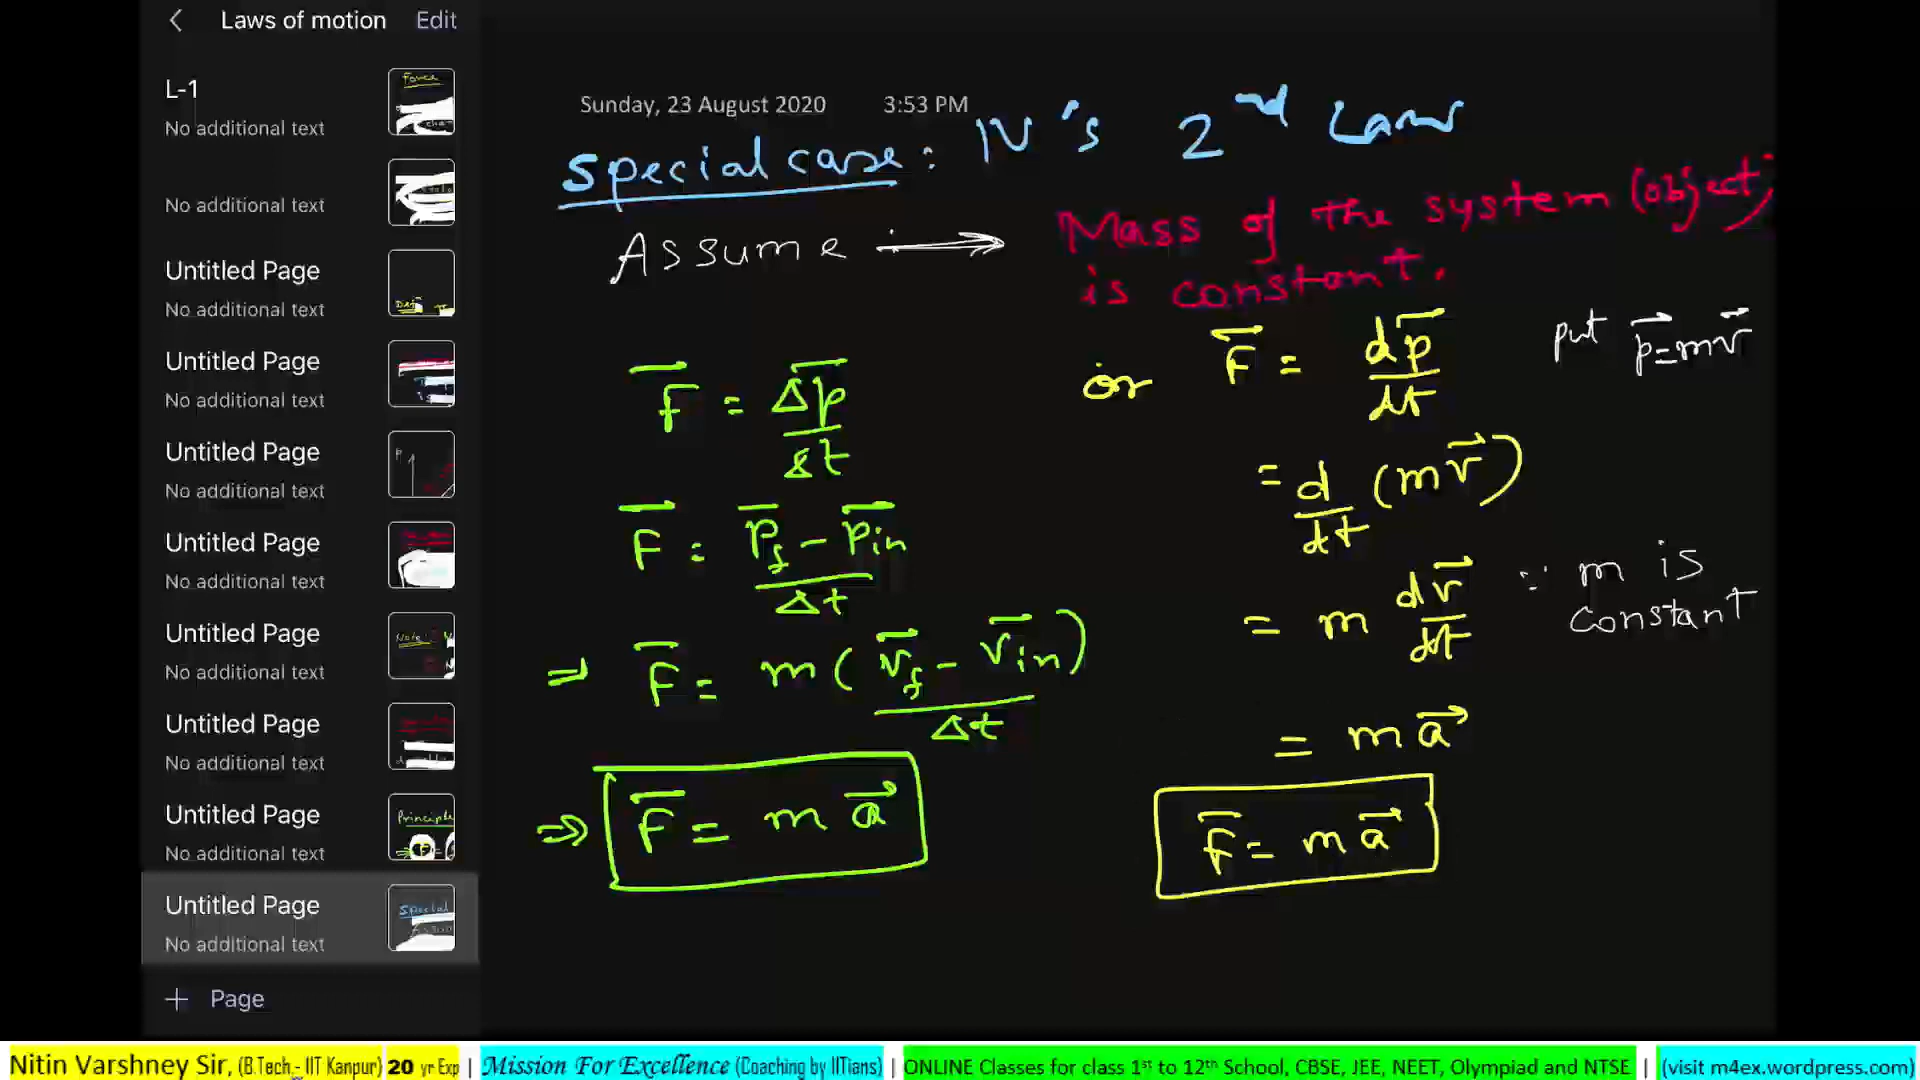 Laws of motion Edit
L-1
No additional text
No additional text
Untitled Page
No additional text
Untitled Page
No additional text
Untitled Page
No additional text
Untitled Page
No additional text
Untitled Page
No additional text
Untitled Page
No additional text
Untitled Page
No additional text
Untitled Page
No additional text
+ Page
Sunday, 23 August 2020 3:53 PM
Special case: N's 2nd Law
Assume → Mass of the system (object)
is constant.
F⃗ = Δp⃗/Δt
F⃗ = (p⃗f - p⃗in)/Δt
⇒ F⃗ = m(v⃗f - v⃗in)/Δt
⇒ F⃗ = ma⃗
or F⃗ = dp⃗/dt put p⃗=mv⃗
= d/dt (mv⃗)
= m dv⃗/dt ∵ m is
constant
= ma⃗
F⃗ = ma⃗
Nitin Varshney Sir, (B.Tech.- IIT Kanpur) 20 yr Exp | Mission For Excellence (Coaching by IITians) | ONLINE Classes for class 1st to 12th School, CBSE, JEE, NEET, Olympiad and NTSE | (visit m4ex.wordpress.com)